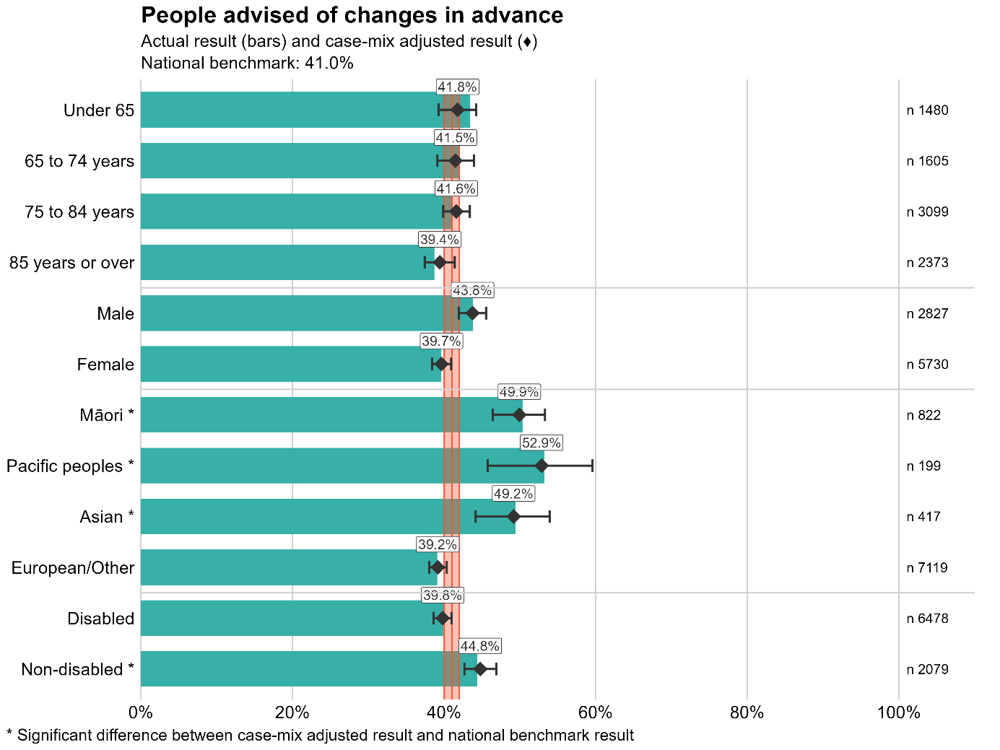 People advised of changes in advance
Actual result (bars) and case-mix adjusted result (♦)
National benchmark: 41.0%
Under 65 41.8% n 1480
65 to 74 years 41.5% n 1605
75 to 84 years 41.6% n 3099
85 years or over 39.4% n 2373
Male 43.8% n 2827
Female 39.7% n 5730
Māori * 49.9% n 822
Pacific peoples * 52.9% n 199
Asian * 49.2% n 417
European/Other 39.2% n 7119
Disabled 39.8% n 6478
Non-disabled * 44.8% n 2079
0% 20% 40% 60% 80% 100%
* Significant difference between case-mix adjusted result and national benchmark result